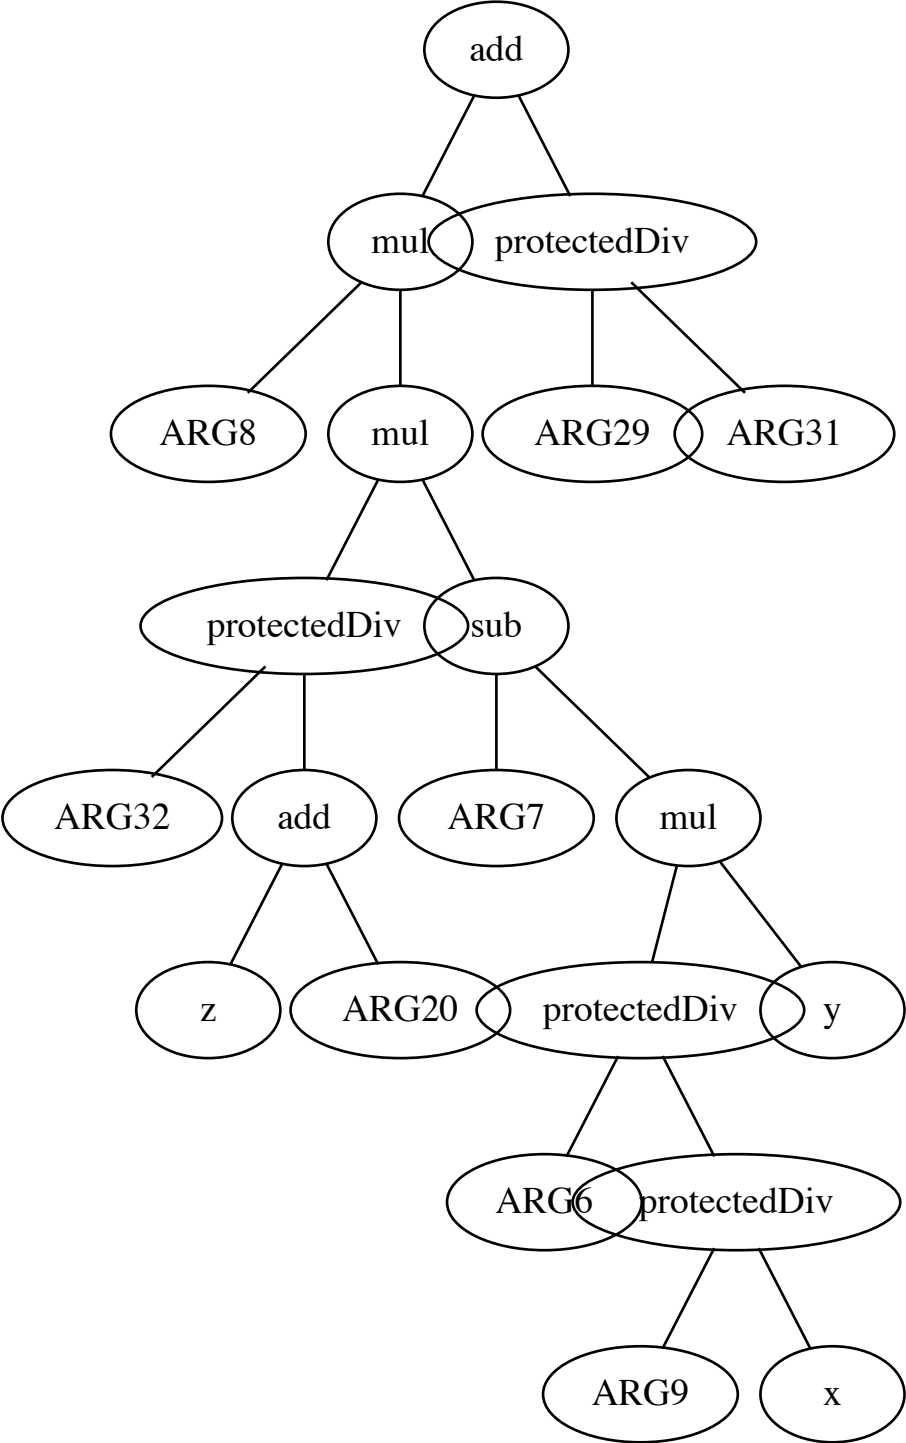 add
mul protectedDiv
ARG8 mul ARG29 ARG31
protectedDiv sub
ARG32 add ARG7 mul
z ARG20 protectedDiv y
ARG6 protectedDiv
ARG9 x